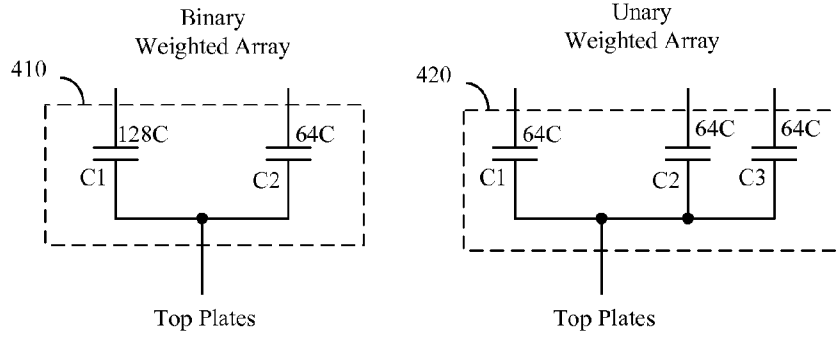 Binary
Weighted Array
410
128C
64C
C1
C2
Top Plates
Unary
Weighted Array
420
64C
64C
64C
C1
C2
C3
Top Plates